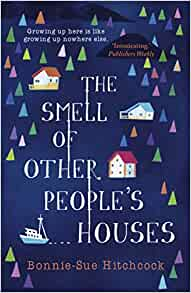 Growing up here is like
growing up nowhere else.
'Intoxicating.'
Publishers Weekly
THE
SMELL
OF
OTHER
PEOPLE'S
HOUSES
Bonnie-Sue Hitchcock